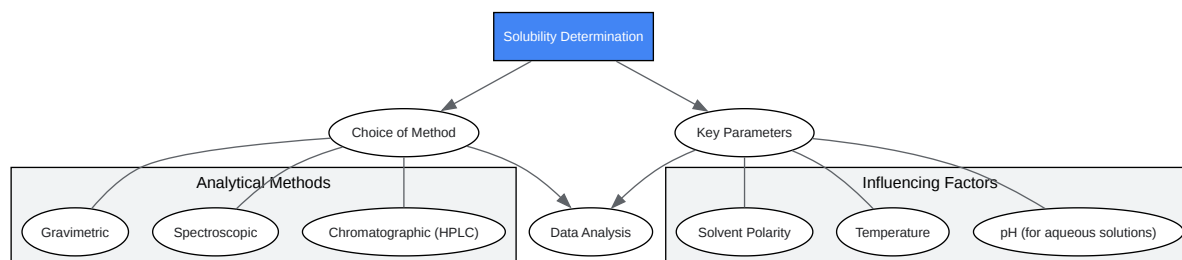 Solubility Determination
Choice of Method
Key Parameters
Analytical Methods
Influencing Factors
Gravimetric
Spectroscopic
Chromatographic (HPLC)
Data Analysis
Solvent Polarity
Temperature
pH (for aqueous solutions)